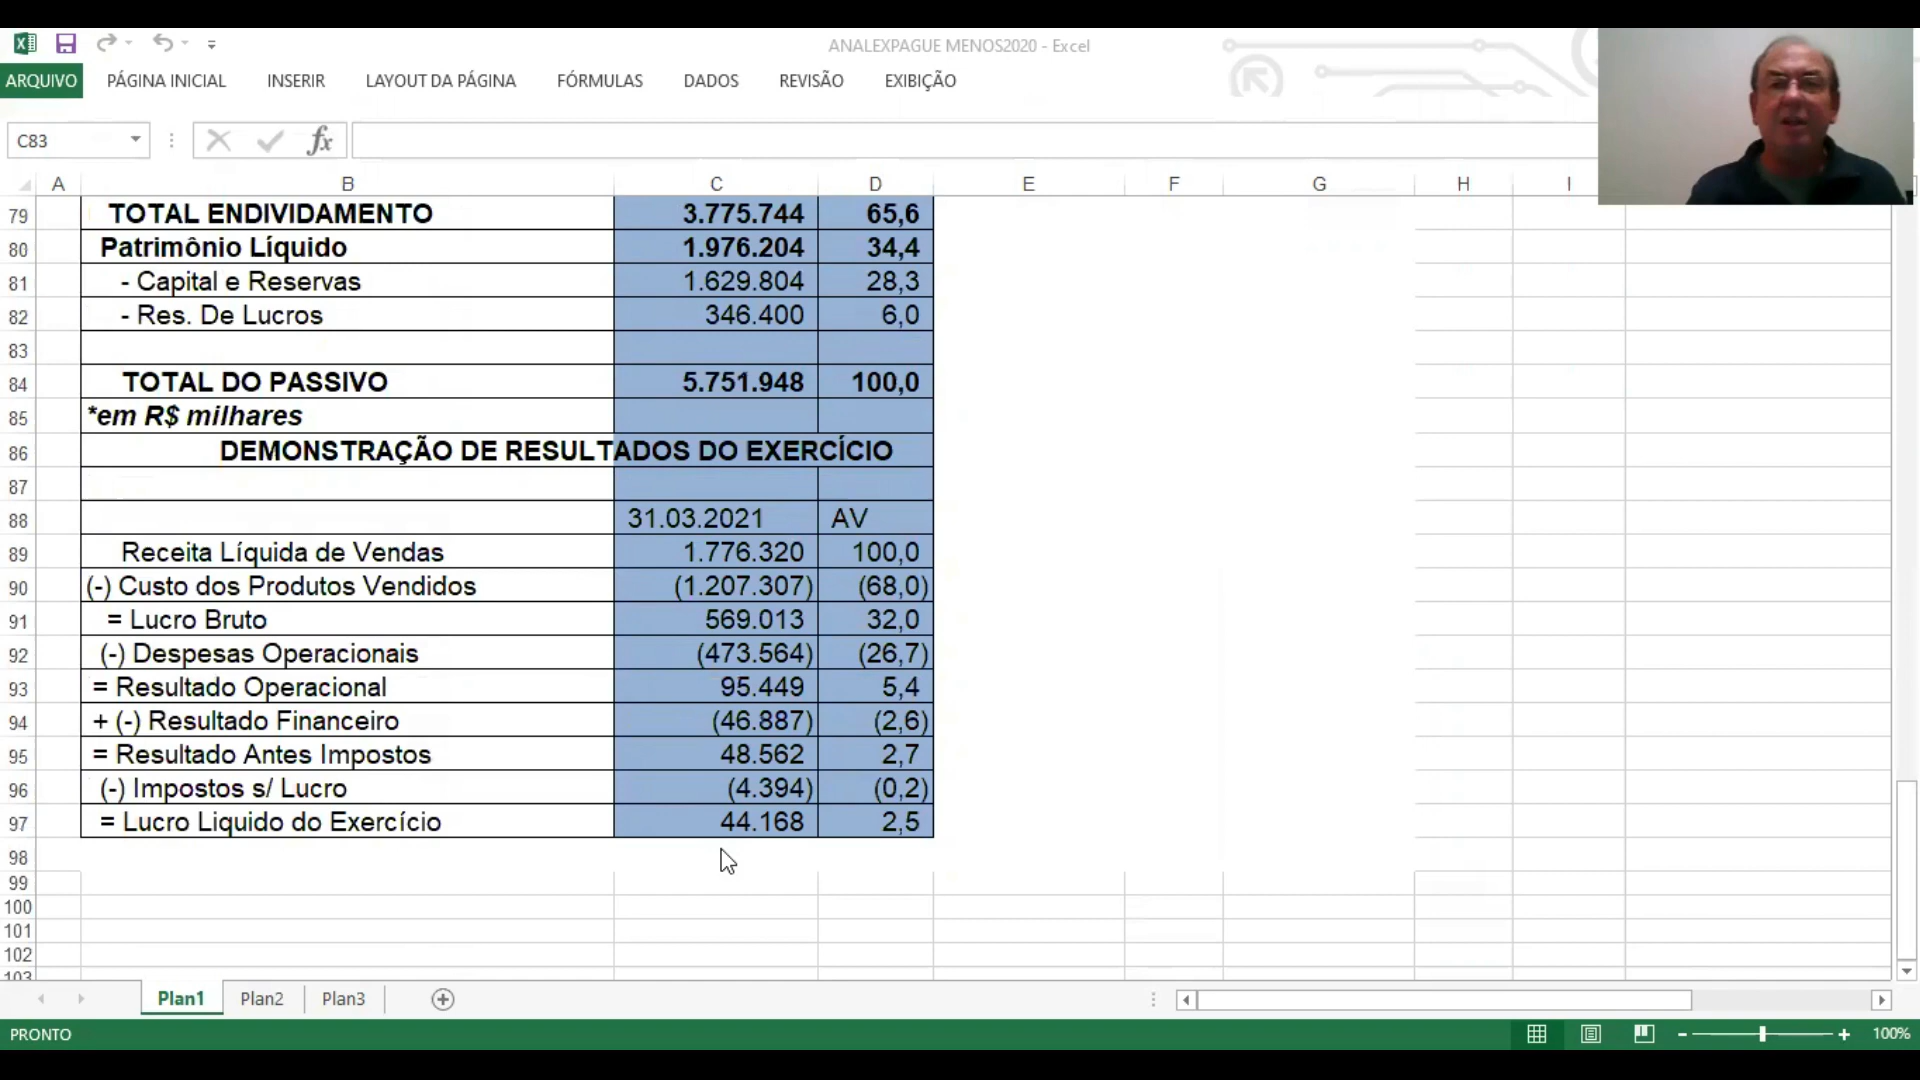 ANALEXPAGUE MENOS2020 - Excel
ARQUIVO PÁGINA INICIAL INSERIR LAYOUT DA PÁGINA FÓRMULAS DADOS REVISÃO EXIBIÇÃO
C83 fx
A B C D E F G H I
79 TOTAL ENDIVIDAMENTO 3.775.744 65,6
80 Patrimônio Líquido 1.976.204 34,4
81 - Capital e Reservas 1.629.804 28,3
82 - Res. De Lucros 346.400 6,0
83
84 TOTAL DO PASSIVO 5.751.948 100,0
85 *em R$ milhares
86 DEMONSTRAÇÃO DE RESULTADOS DO EXERCÍCIO
87
88 31.03.2021 AV
89 Receita Líquida de Vendas 1.776.320 100,0
90 (-) Custo dos Produtos Vendidos (1.207.307) (68,0)
91 = Lucro Bruto 569.013 32,0
92 (-) Despesas Operacionais (473.564) (26,7)
93 = Resultado Operacional 95.449 5,4
94 + (-) Resultado Financeiro (46.887) (2,6)
95 = Resultado Antes Impostos 48.562 2,7
96 (-) Impostos s/ Lucro (4.394) (0,2)
97 = Lucro Liquido do Exercício 44.168 2,5
98
99
100
101
102
103
Plan1 Plan2 Plan3
PRONTO 100%